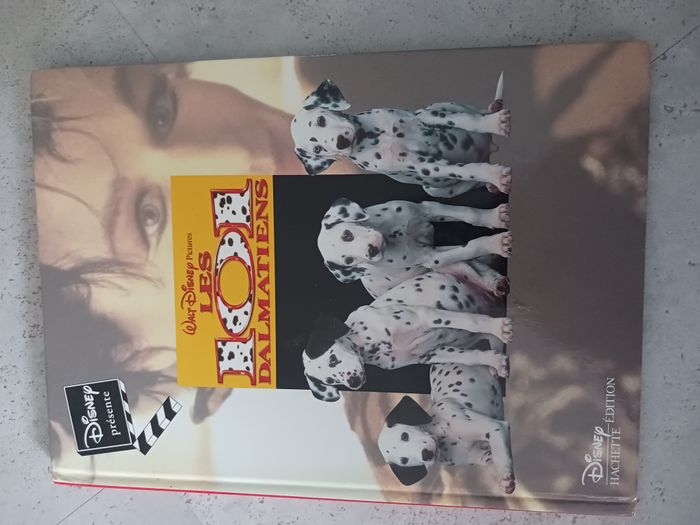 DISNEY
présente
WALT DISNEY Pictures
LES
101
DALMATIENS
DISNEY
HACHETTE ÉDITION